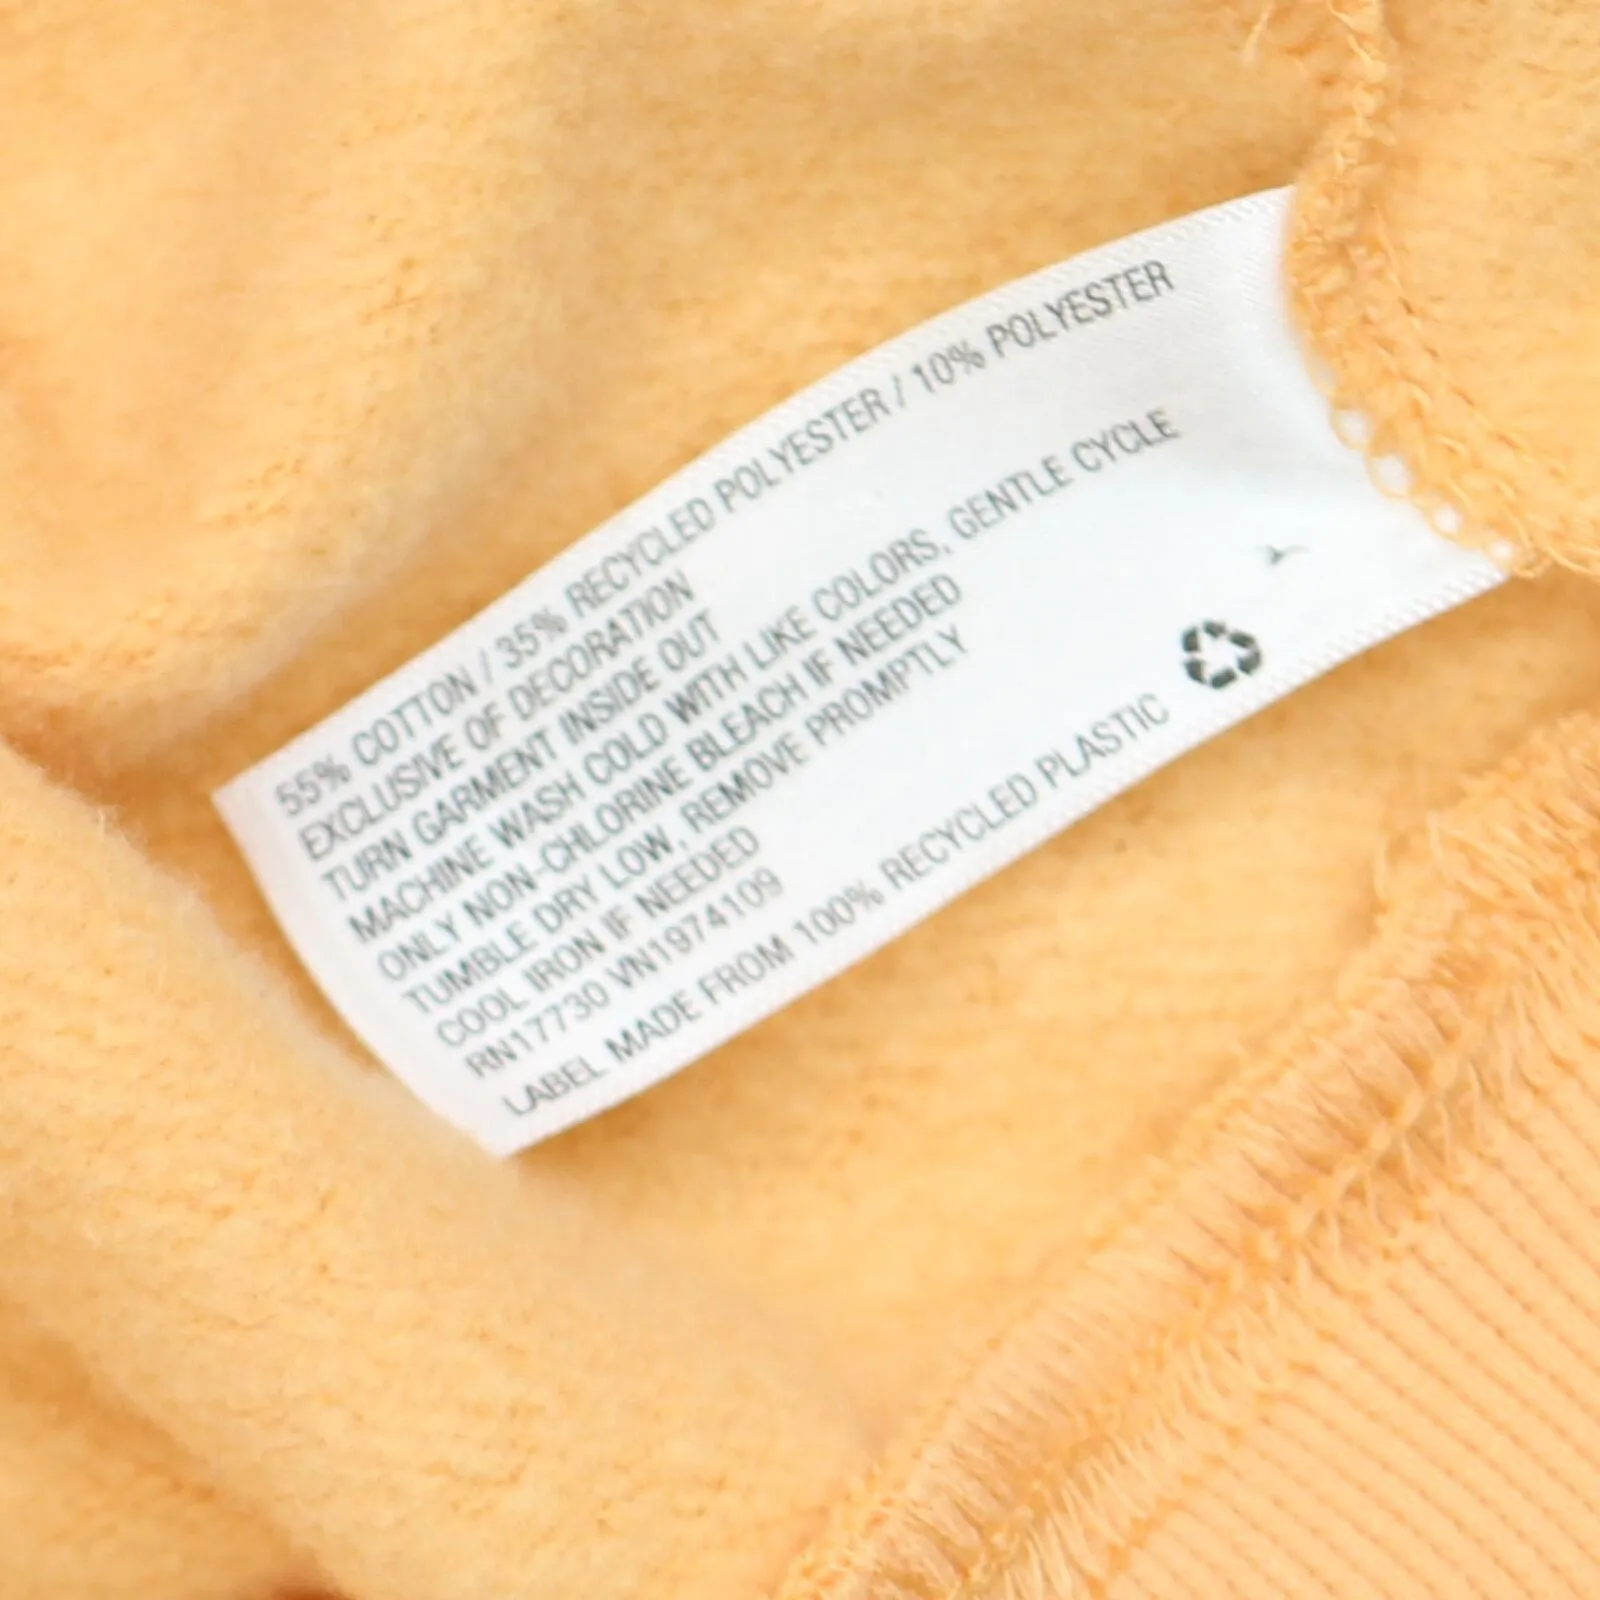 55% COTTON / 35% RECYCLED POLYESTER / 10% POLYESTER
EXCLUSIVE OF DECORATION
TURN GARMENT INSIDE OUT
MACHINE WASH COLD WITH LIKE COLORS, GENTLE CYCLE
ONLY NON-CHLORINE BLEACH IF NEEDED
TUMBLE DRY LOW, REMOVE PROMPTLY
COOL IRON IF NEEDED
RN17730 VN1974109
LABEL MADE FROM 100% RECYCLED PLASTIC